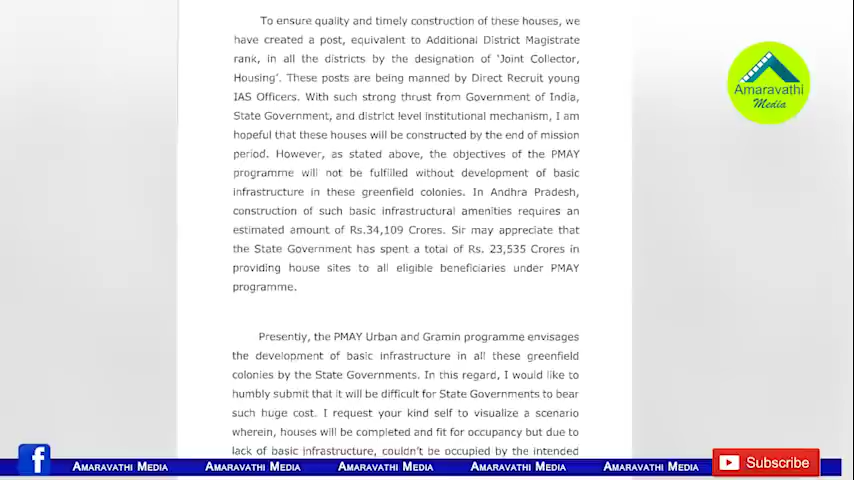 To ensure quality and timely construction of these houses, we
have created a post, equivalent to Additional District Magistrate
rank, in all the districts by the designation of 'Joint Collector,
Housing'. These posts are being manned by Direct Recruit young
IAS Officers. With such strong thrust from Government of India,
State Government, and district level institutional mechanism, I am
hopeful that these houses will be constructed by the end of mission
period. However, as stated above, the objectives of the PMAY
programme will not be fulfilled without development of basic
infrastructure in these greenfield colonies. In Andhra Pradesh,
construction of such basic infrastructural amenities requires an
estimated amount of Rs.34,109 Crores. Sir may appreciate that
the State Government has spent a total of Rs. 23,535 Crores in
providing house sites to all eligible beneficiaries under PMAY
programme.
Presently, the PMAY Urban and Gramin programme envisages
the development of basic infrastructure in all these greenfield
colonies by the State Governments. In this regard, I would like to
humbly submit that it will be difficult for State Governments to bear
such huge cost. I request your kind self to visualize a scenario
wherein, houses will be completed and fit for occupancy but due to
lack of basic infrastructure, couldn't be occupied by the intended
Amaravathi
Media
f
Amaravathi Media Amaravathi Media Amaravathi Media Amaravathi Media Amaravathi Media
Subscribe